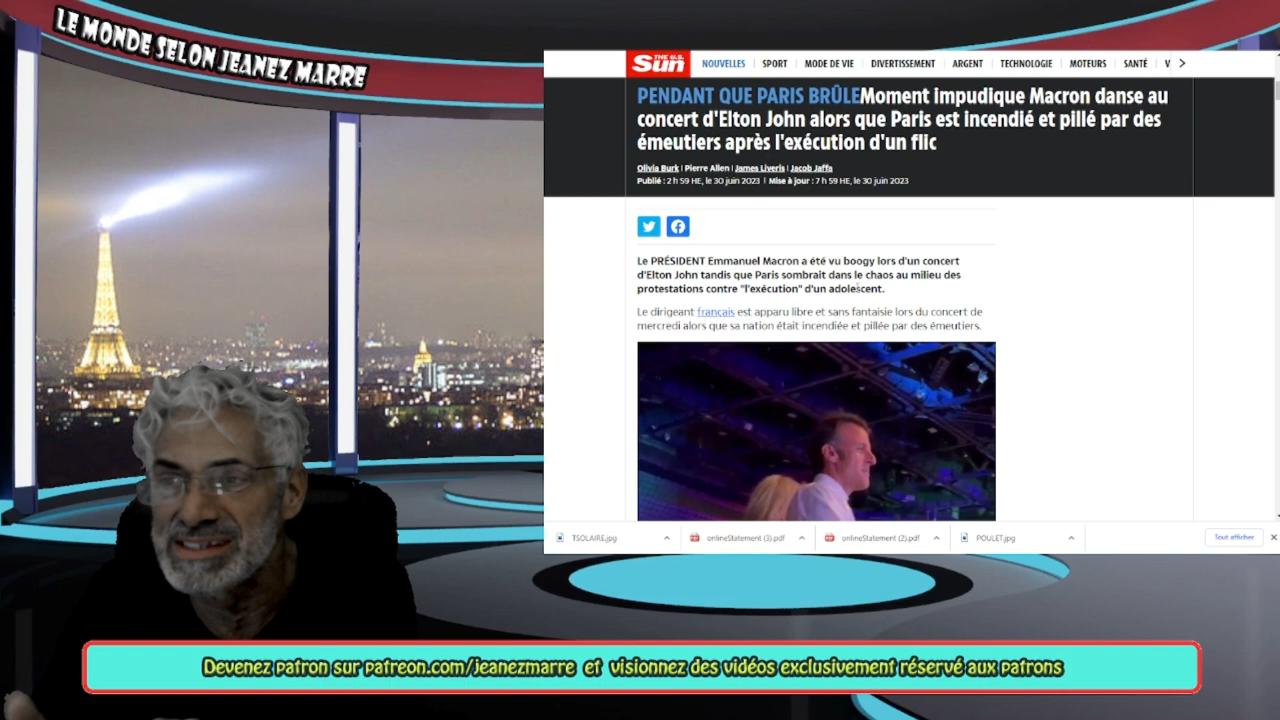 LE MONDE SELON JEANEZ MARRE
THE U.S. Sun
NOUVELLES SPORT MODE DE VIE DIVERTISSEMENT ARGENT TECHNOLOGIE MOTEURS SANTÉ V
PENDANT QUE PARIS BRÛLEMoment impudique Macron danse au
concert d'Elton John alors que Paris est incendié et pillé par des
émeutiers après l'exécution d'un flic
Olivia Burk | Pierre Allen | James Liveris | Jacob Jaffa
Publié : 2 h 59 HE, le 30 juin 2023 | Mise à jour : 7 h 59 HE, le 30 juin 2023
Le PRÉSIDENT Emmanuel Macron a été vu boogy lors d'un concert
d'Elton John tandis que Paris sombrait dans le chaos au milieu des
protestations contre "l'exécution" d'un adolescent.
Le dirigeant français est apparu libre et sans fantaisie lors du concert de
mercredi alors que sa nation était incendiée et pillée par des émeutiers.
TSOLAIRE.jpg onlineStatement (3).pdf onlineStatement (2).pdf POULET.jpg Tout afficher
Devenez patron sur patreon.com/jeanezmarre et visionnez des vidéos exclusivement réservé aux patrons